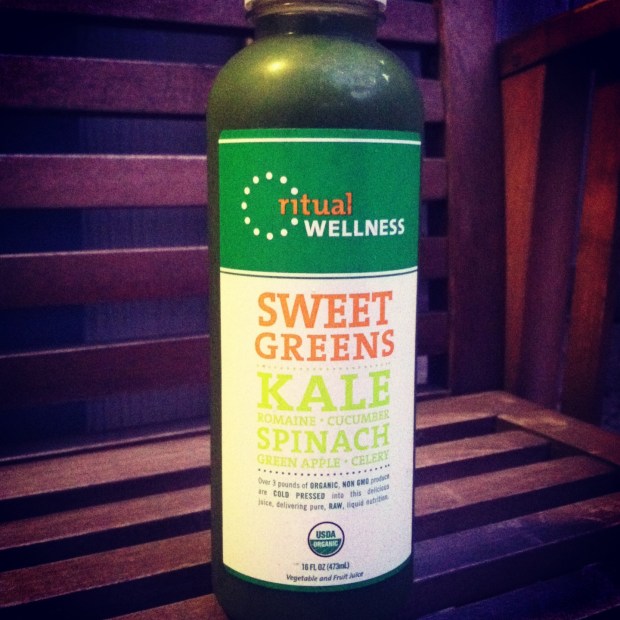 ritual
WELLNESS
SWEET
GREENS
KALE
ROMAINE • CUCUMBER
SPINACH
GREEN APPLE • CELERY
Over 3 pounds of ORGANIC, NON GMO produce
are COLD PRESSED into this delicious
juice, delivering pure, RAW, liquid nutrition.
USDA
ORGANIC
16 FL OZ (473mL)
Vegetable and Fruit Juice